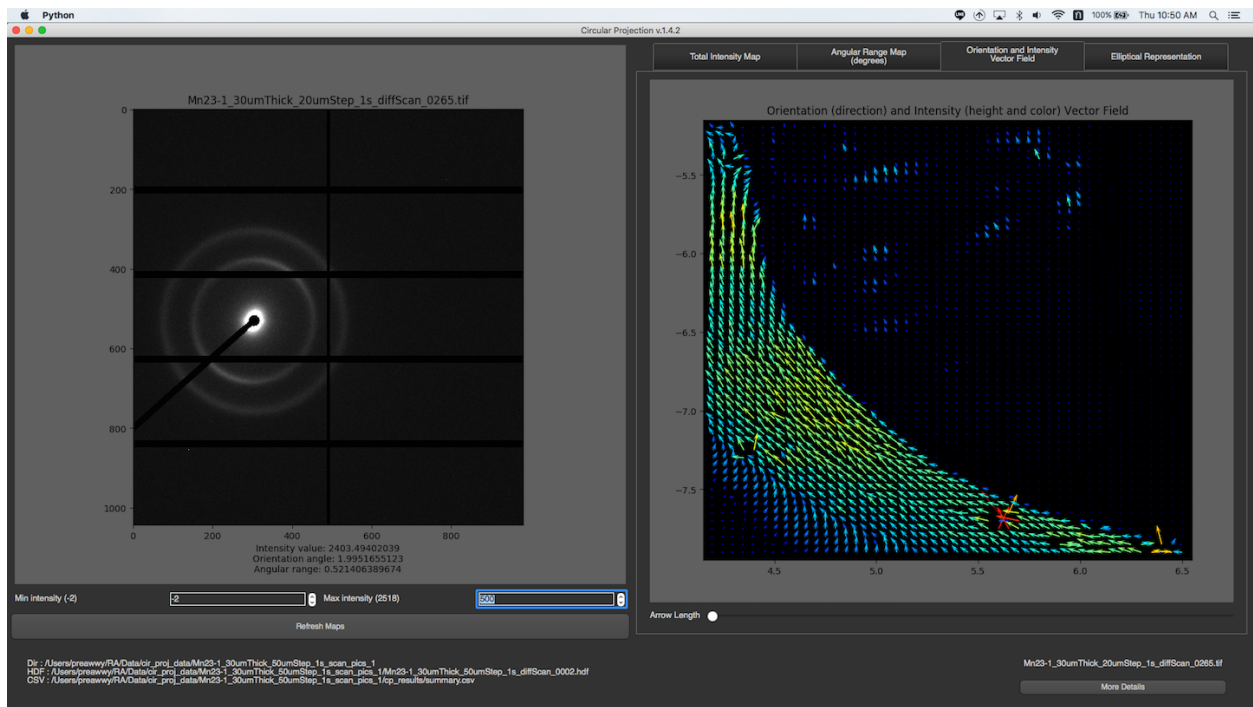 Python
100%
Thu 10:50 AM
Circular Projection v.1.4.2
Mn23-1_30umThick_20umStep_1s_diffScan_0265.tif
0
200
400
600
800
1000
0 200 400 600 800
Intensity value: 2403.49402039
Orientation angle: 1.9951655123
Angular range: 0.521406389674
Min intensity (-2) -2 Max intensity (2518) 500
Refresh Maps
Total Intensity Map
Angular Range Map
(degrees)
Orientation and Intensity
Vector Field
Elliptical Representation
Orientation (direction) and Intensity (height and color) Vector Field
−5.5
−6.0
−6.5
−7.0
−7.5
4.5 5.0 5.5 6.0 6.5
Arrow Length
Dir : /Users/preawwy/RA/Data/cir_proj_data/Mn23-1_30umThick_50umStep_1s_scan_pics_1
HDF : /Users/preawwy/RA/Data/cir_proj_data/Mn23-1_30umThick_50umStep_1s_scan_pics_1/Mn23-1_30umThick_50umStep_1s_diffScan_0002.hdf
CSV : /Users/preawwy/RA/Data/cir_proj_data/Mn23-1_30umThick_50umStep_1s_scan_pics_1/cp_results/summary.csv
Mn23-1_30umThick_20umStep_1s_diffScan_0265.tif
More Details